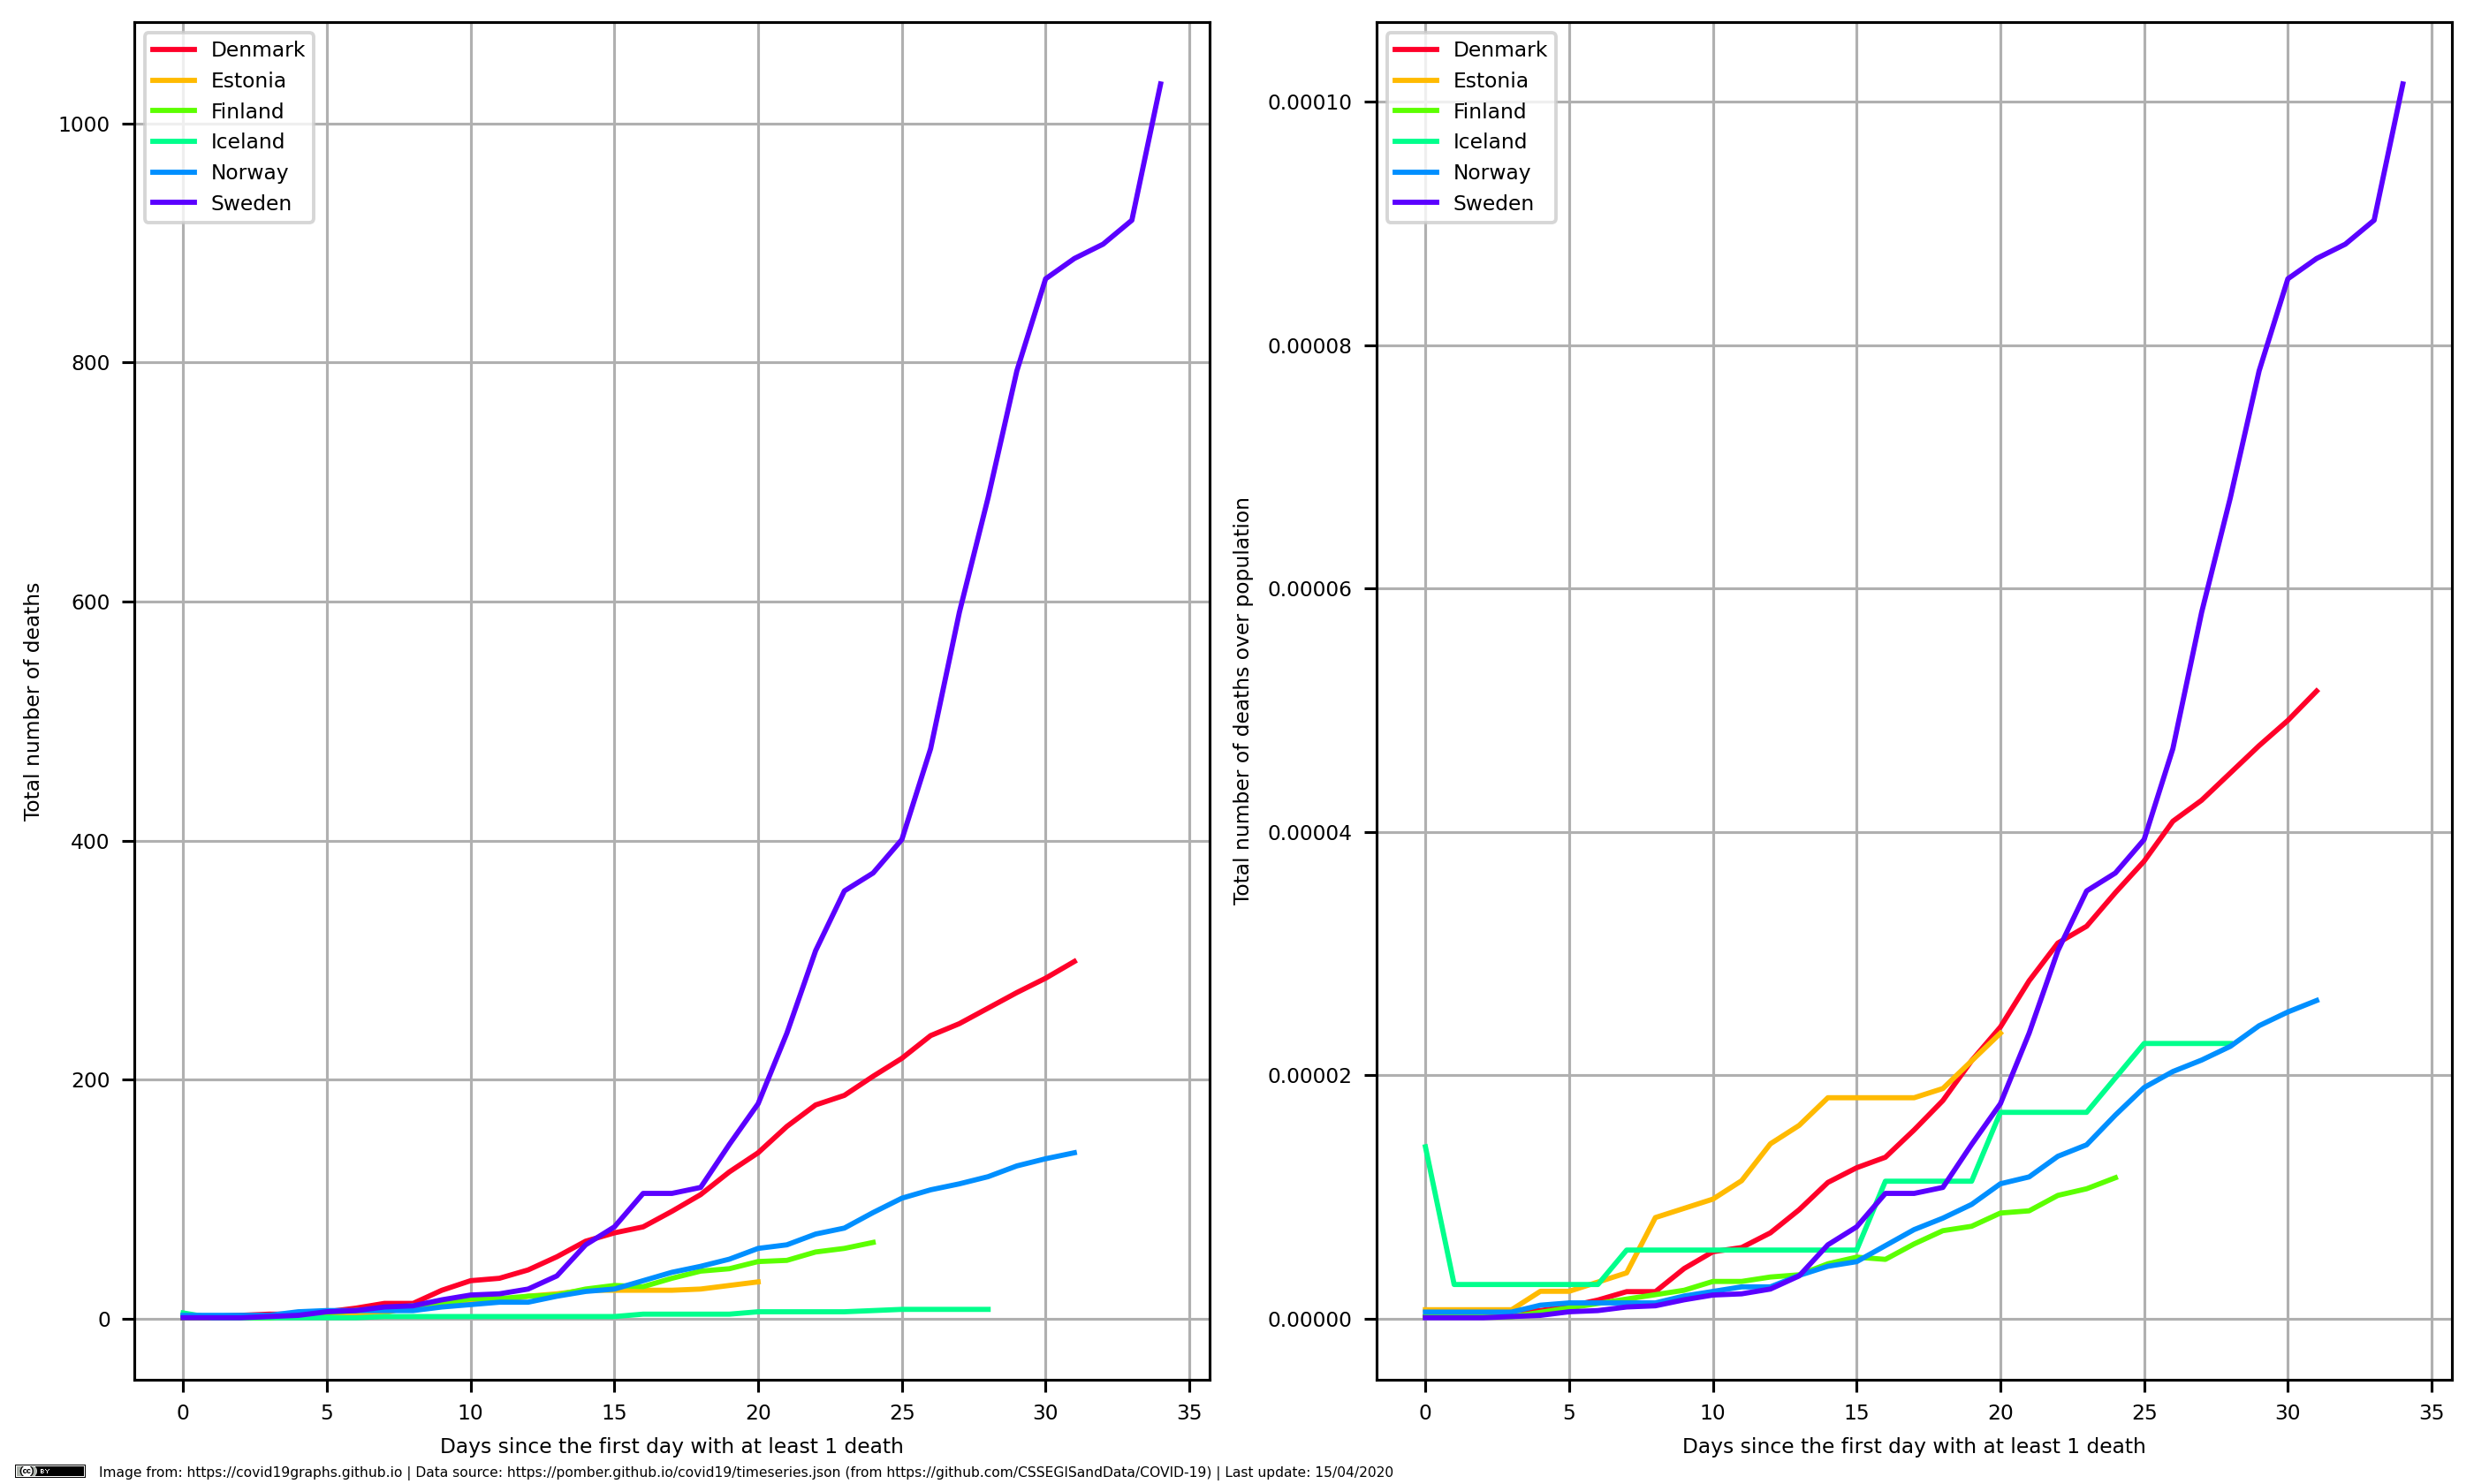 Denmark
Estonia
Finland
Iceland
Norway
Sweden
1000
800
600
400
200
0
Total number of deaths
0 5 10 15 20 25 30 35
Days since the first day with at least 1 death
Denmark
Estonia
Finland
Iceland
Norway
Sweden
0.00010
0.00008
0.00006
0.00004
0.00002
0.00000
Total number of deaths over population
0 5 10 15 20 25 30 35
Days since the first day with at least 1 death
cc BY Image from: https://covid19graphs.github.io | Data source: https://pomber.github.io/covid19/timeseries.json (from https://github.com/CSSEGISandData/COVID-19) | Last update: 15/04/2020